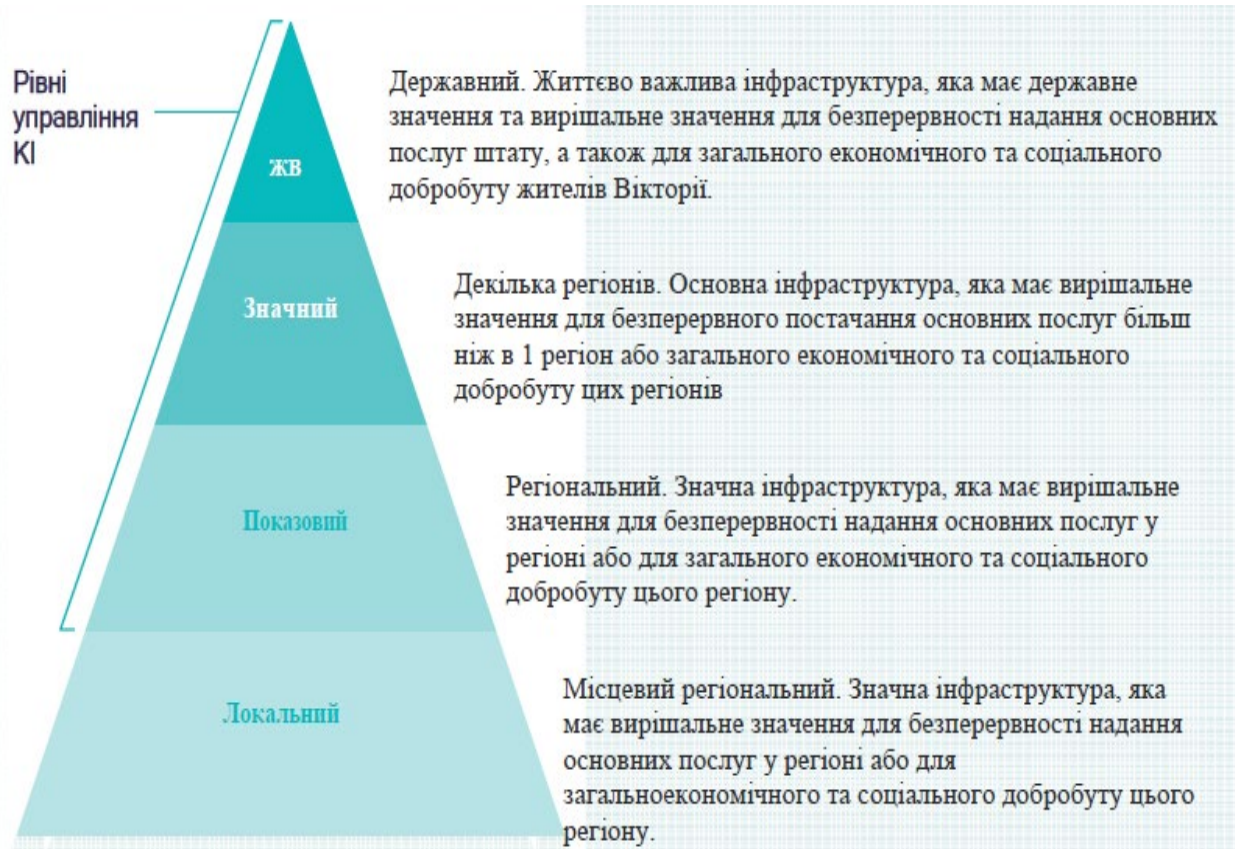 Рівні
управління
КІ
жв
Державний. Життєво важлива інфраструктура, яка має державне
значення та вирішальне значення для безперервності надання основних
послуг штату, а також для загального економічного та соціального
добробуту жителів Вікторії.
Значний
Декілька регіонів. Основна інфраструктура, яка має вирішальне
значення для безперервного постачання основних послуг більш
ніж в 1 регіон або загального економічного та соціального
добробуту цих регіонів
Показовий
Регіональний. Значна інфраструктура, яка має вирішальне
значення для безперервності надання основних послуг у
регіоні або для загального економічного та соціального
добробуту цього регіону.
Локальний
Місцевий регіональний. Значна інфраструктура, яка
має вирішальне значення для безперервності надання
основних послуг у регіоні або для
загальноекономічного та соціального добробуту цього
регіону.